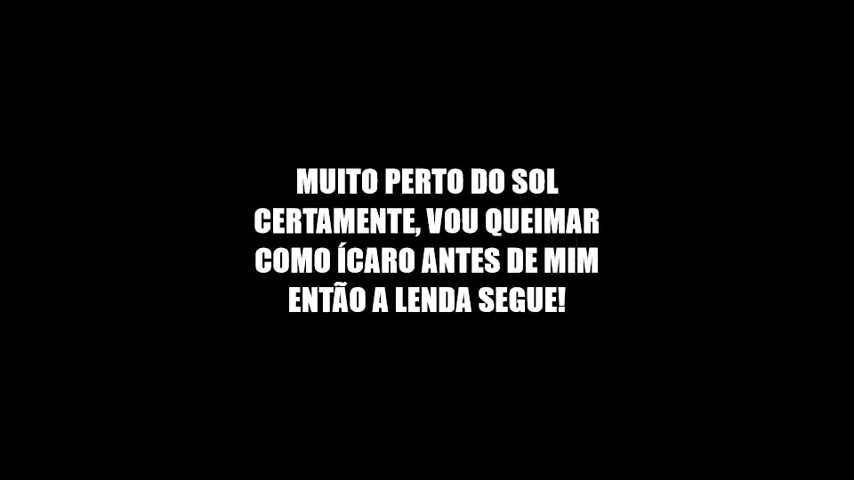 MUITO PERTO DO SOL
CERTAMENTE, VOU QUEIMAR
COMO ÍCARO ANTES DE MIM
ENTÃO A LENDA SEGUE!